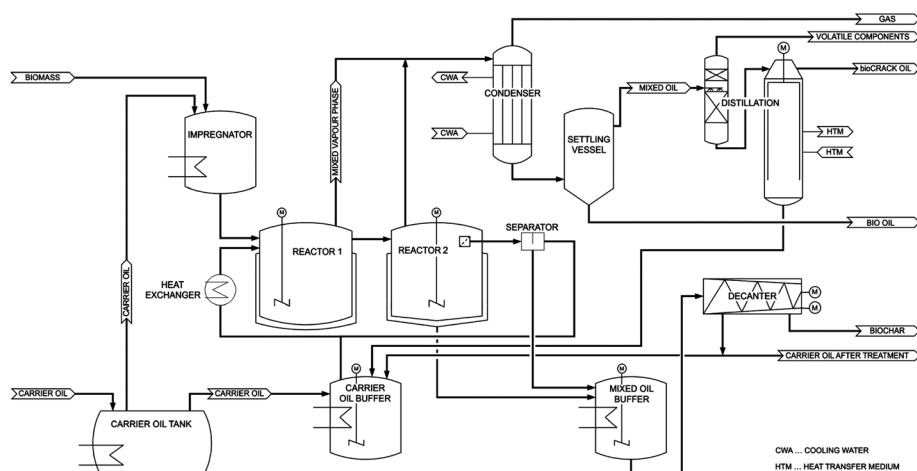 GAS
VOLATILE COMPONENTS
M
bioCRACK OIL
BIOMASS
CWA
CONDENSER
MIXED OIL
DISTILLATION
IMPREGNATOR
MIXED VAPOUR PHASE
CWA
SETTLING
VESSEL
HTM
HTM
M
M
SEPARATOR
BIO OIL
REACTOR 1
REACTOR 2
CARRIER OIL
HEAT
EXCHANGER
DECANTER
M
M
BIOCHAR
CARRIER OIL AFTER TREATMENT
M
M
CARRIER OIL
CARRIER OIL
CARRIER
OIL BUFFER
MIXED OIL
BUFFER
CARRIER OIL TANK
CWA ... COOLING WATER
HTM ... HEAT TRANSFER MEDIUM